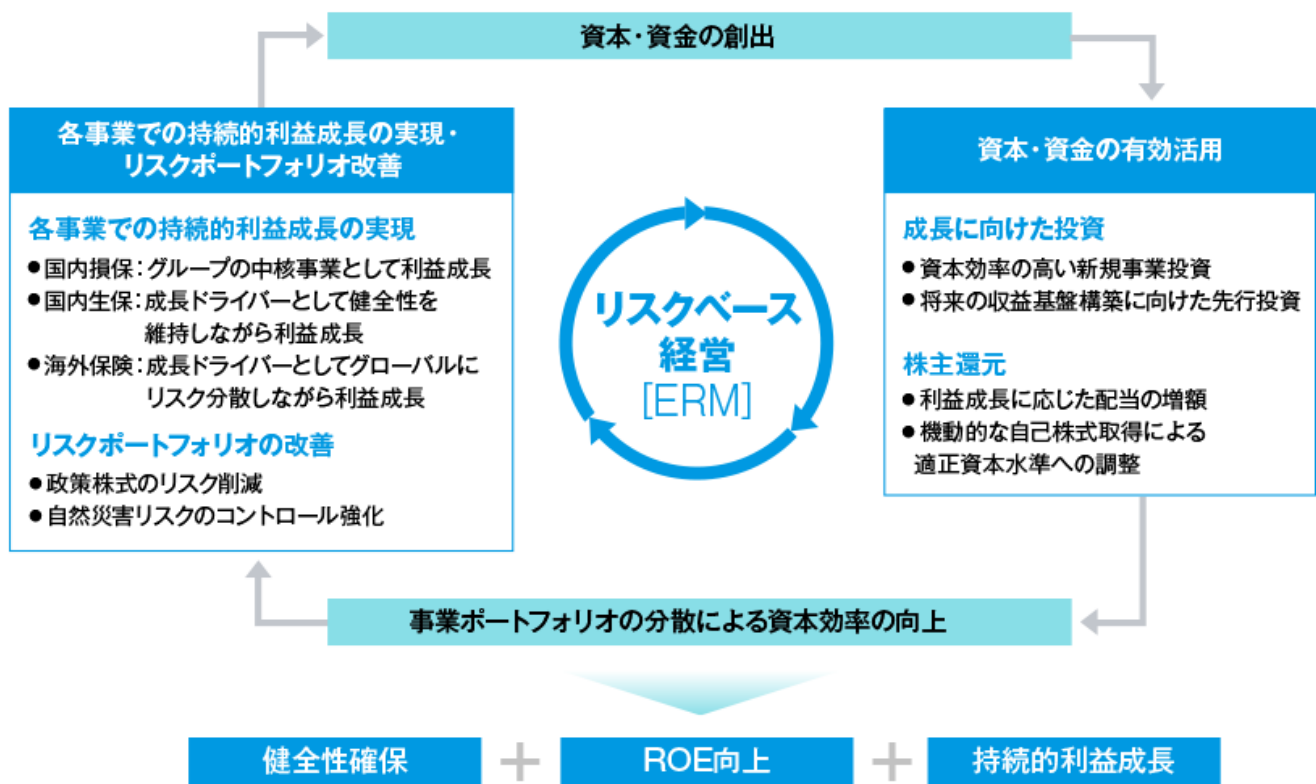 資本・資金の創出
各事業での持続的利益成長の実現・
リスクポートフォリオ改善
各事業での持続的利益成長の実現
●国内損保：グループの中核事業として利益成長
●国内生保：成長ドライバーとして健全性を
維持しながら利益成長
●海外保険：成長ドライバーとしてグローバルに
リスク分散しながら利益成長
リスクポートフォリオの改善
●政策株式のリスク削減
●自然災害リスクのコントロール強化
リスクベース
経営
[ERM]
資本・資金の有効活用
成長に向けた投資
●資本効率の高い新規事業投資
●将来の収益基盤構築に向けた先行投資
株主還元
●利益成長に応じた配当の増額
●機動的な自己株式取得による
適正資本水準への調整
事業ポートフォリオの分散による資本効率の向上
健全性確保 + ROE向上 + 持続的利益成長